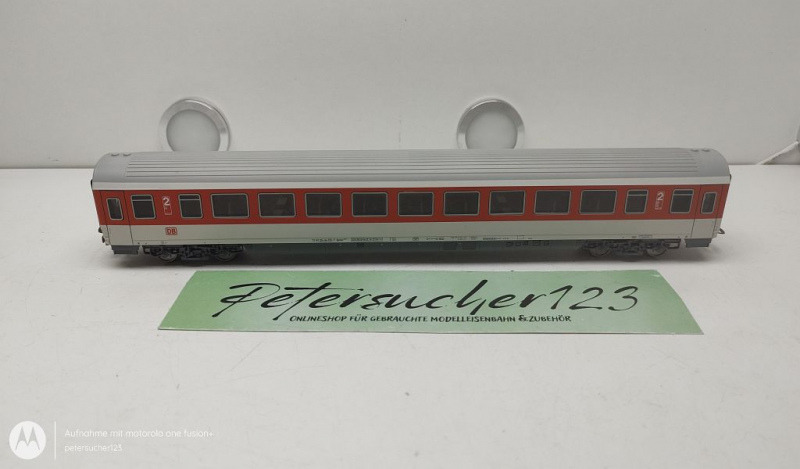 2
2
DB
Petersucher123
ONLINESHOP FÜR GEBRAUCHTE MODELLEISENBAHN & ZUBEHÖR
Aufnahme mit motorola one fusion+
petersucher123